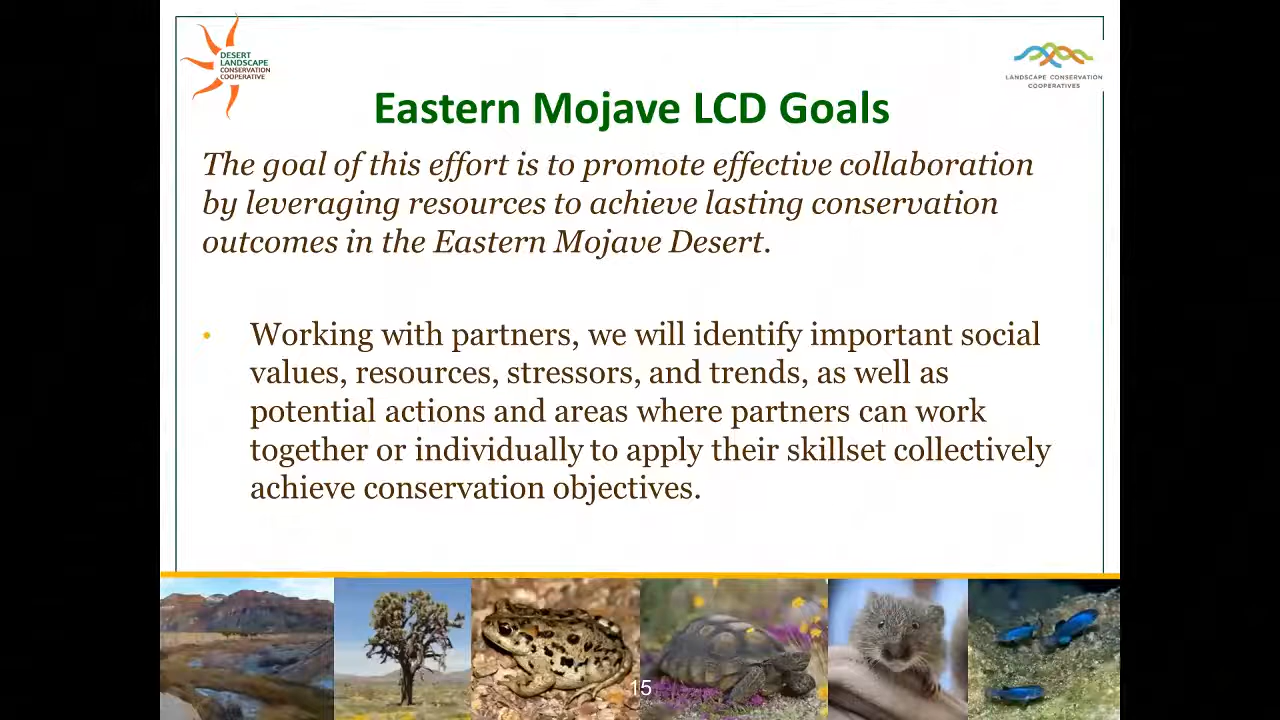 DESERT
LANDSCAPE
CONSERVATION
COOPERATIVE
LANDSCAPE CONSERVATION
COOPERATIVES
Eastern Mojave LCD Goals
The goal of this effort is to promote effective collaboration
by leveraging resources to achieve lasting conservation
outcomes in the Eastern Mojave Desert.
• Working with partners, we will identify important social
values, resources, stressors, and trends, as well as
potential actions and areas where partners can work
together or individually to apply their skillset collectively
achieve conservation objectives.
15